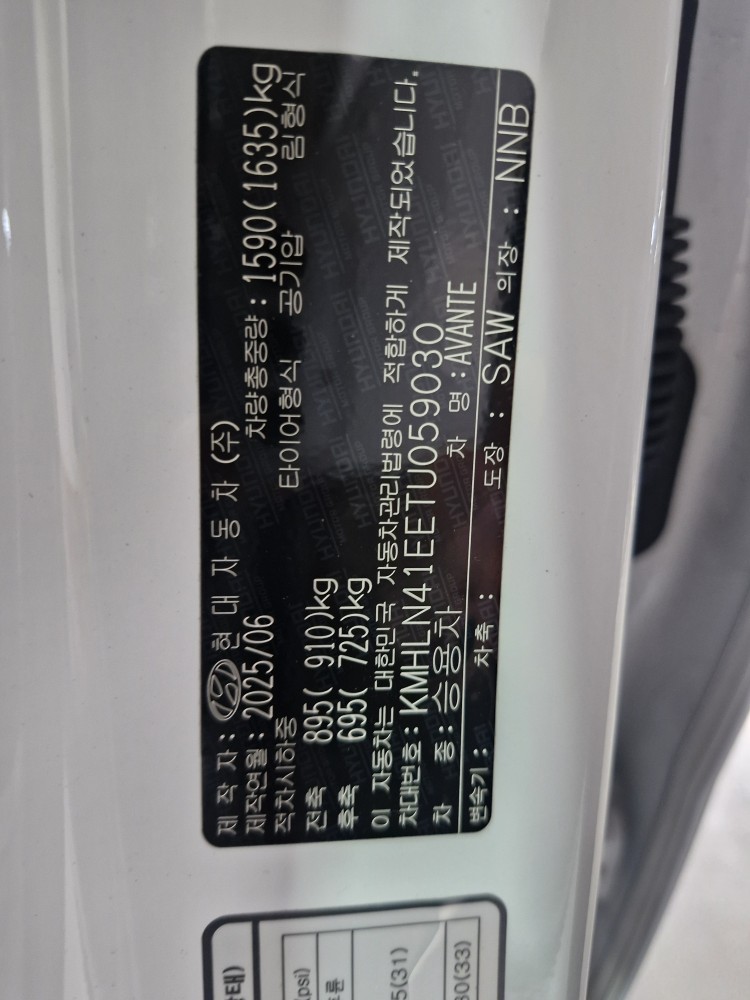 제 작 자 : 현 대 자 동 차 (주)
제작연월 : 2025/06 차량총중량 : 1590(1635)kg
적차시하중 타이어형식 공기압 림형식
전축 895( 910)kg
후축 695( 725)kg
이 자동차는 대한민국 자동차관리법령에 적합하게 제작되었습니다.
차대번호 : KMHLN41EETU059030
차 종 : 승용차 차 명 : AVANTE
변속기 : 차축 : 도장 : SAW 의장 : NNB
psi)
5(31)
30(33)